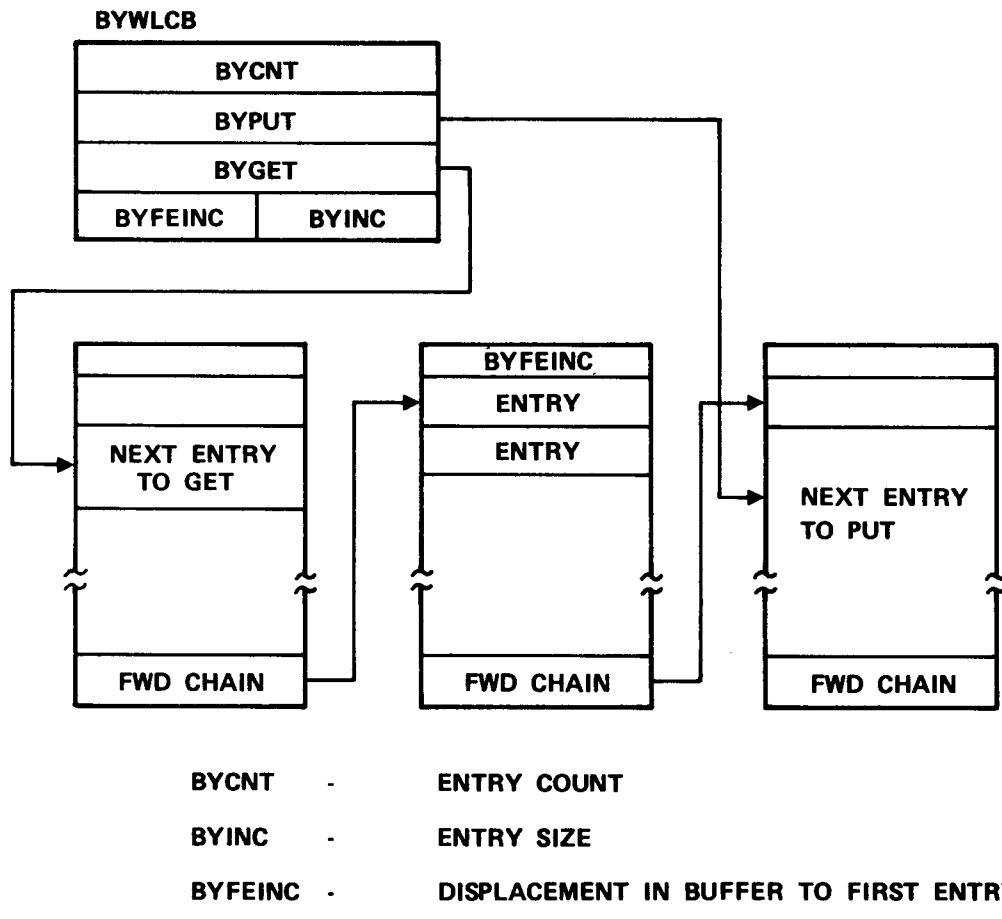 BYWLCB
BYCNT
BYPUT
BYGET
BYFEINC BYINC
BYFEINC
ENTRY
NEXT ENTRY
TO GET
ENTRY
NEXT ENTRY
TO PUT
FWD CHAIN FWD CHAIN FWD CHAIN
BYCNT - ENTRY COUNT
BYINC - ENTRY SIZE
BYFEINC - DISPLACEMENT IN BUFFER TO FIRST ENTR